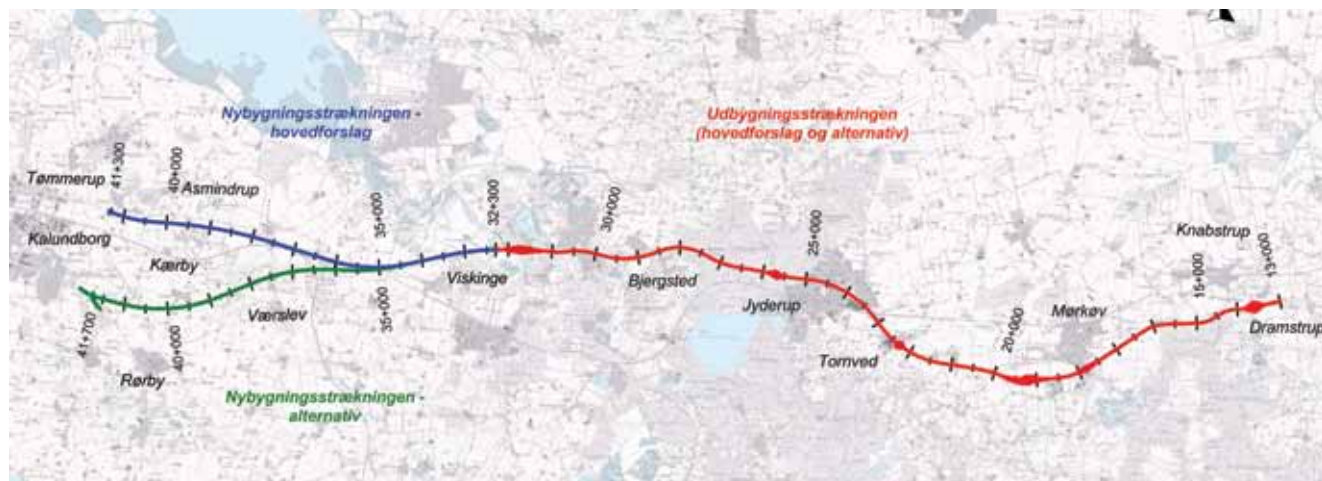 Nybygningsstrækningen -
hovedforslag
Udbygningsstrækningen
(hovedforslag og alternativ)
Tømmerup
41+300
40+000
Asmindrup
35+000
32+300
30+000
25+000
Knabstrup
13+000
15+000
Kalundborg
Kærby
Viskinge
Bjergsted
Jyderup
Mørkøv
Dramstrup
20+000
Tornved
Værslev
35+000
41+700
40+000
Rørby
Nybygningsstrækningen -
alternativ